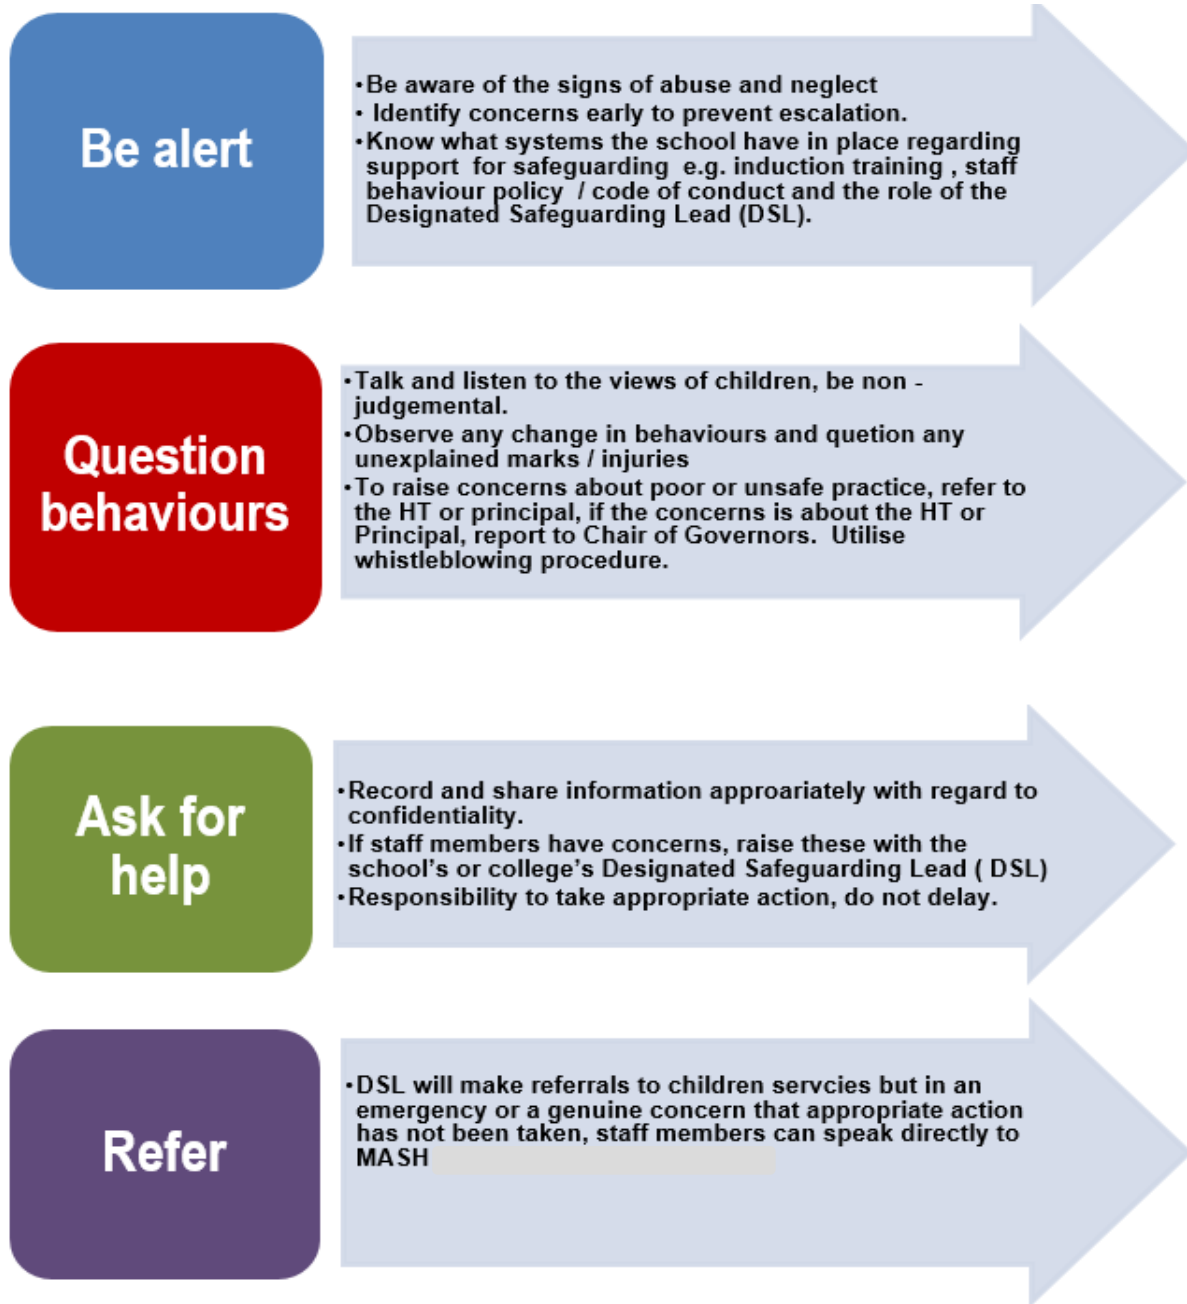 Be alert
•Be aware of the signs of abuse and neglect
• Identify concerns early to prevent escalation.
•Know what systems the school have in place regarding
support for safeguarding e.g. induction training , staff
behaviour policy / code of conduct and the role of the
Designated Safeguarding Lead (DSL).
Question
behaviours
•Talk and listen to the views of children, be non -
judgemental.
•Observe any change in behaviours and quetion any
unexplained marks / injuries
•To raise concerns about poor or unsafe practice, refer to
the HT or principal, if the concerns is about the HT or
Principal, report to Chair of Governors. Utilise
whistleblowing procedure.
Ask for
help
•Record and share information approariately with regard to
confidentiality.
•If staff members have concerns, raise these with the
school's or college's Designated Safeguarding Lead ( DSL)
•Responsibility to take appropriate action, do not delay.
Refer
•DSL will make referrals to children servcies but in an
emergency or a genuine concern that appropriate action
has not been taken, staff members can speak directly to
MASH